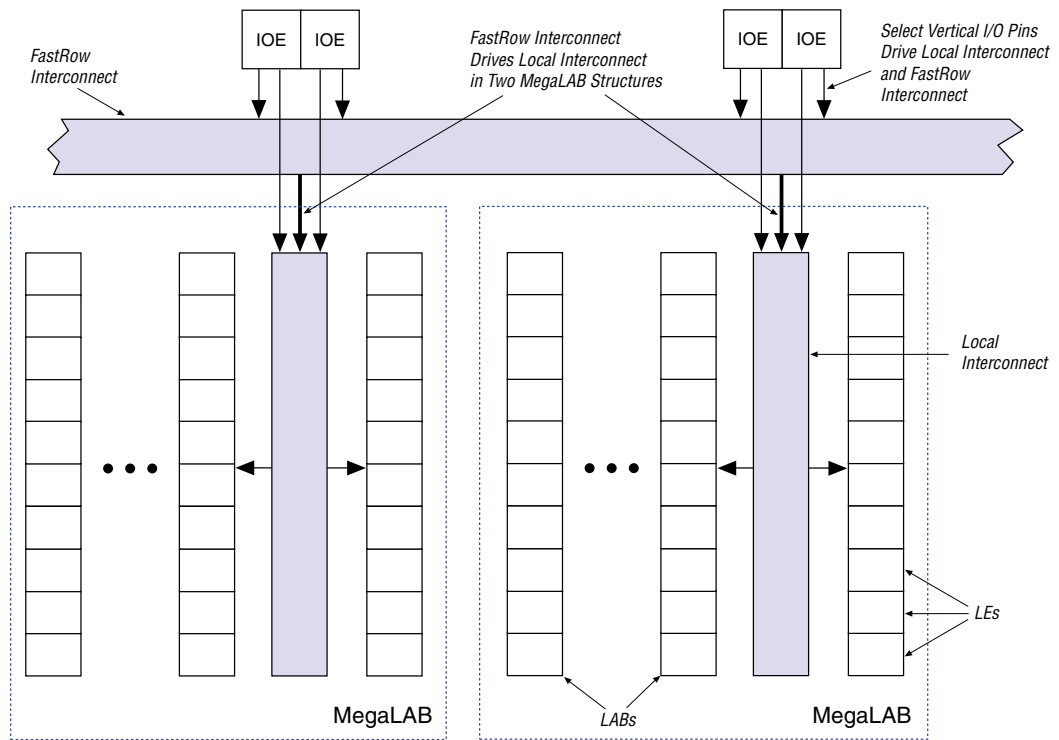 FastRow
Interconnect
IOE IOE
FastRow Interconnect
Drives Local Interconnect
in Two MegaLAB Structures
IOE IOE
Select Vertical I/O Pins
Drive Local Interconnect
and FastRow
Interconnect
Local
Interconnect
LEs
LABs
MegaLAB
MegaLAB